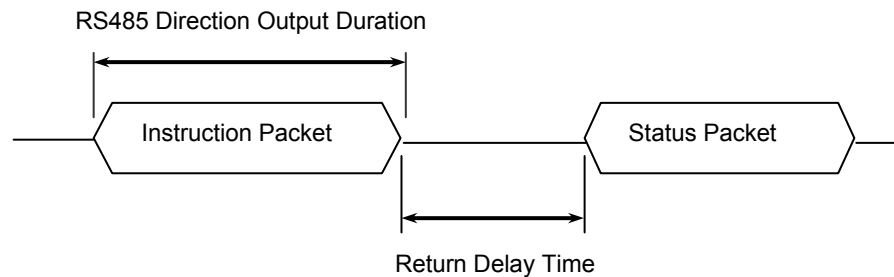 RS485 Direction Output Duration
Instruction Packet
Status Packet
Return Delay Time